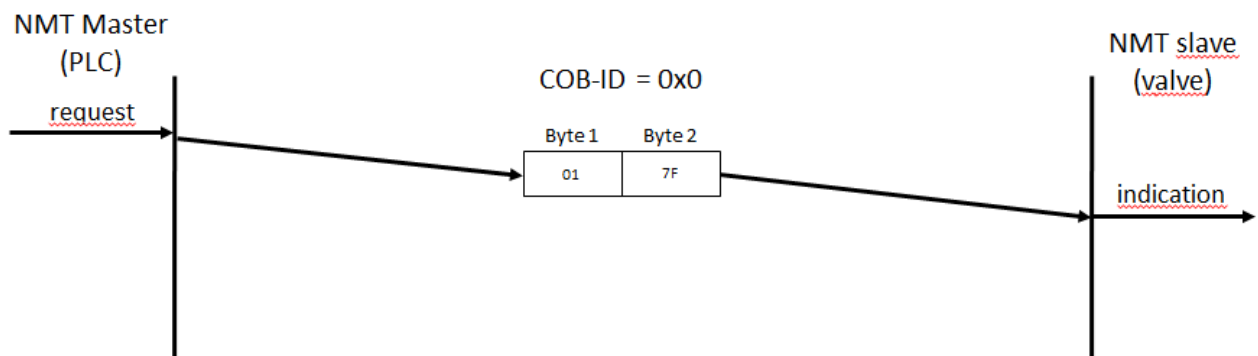 NMT Master
(PLC)
request
COB-ID = 0x0
Byte 1 Byte 2
01 7F
NMT slave
(valve)
indication